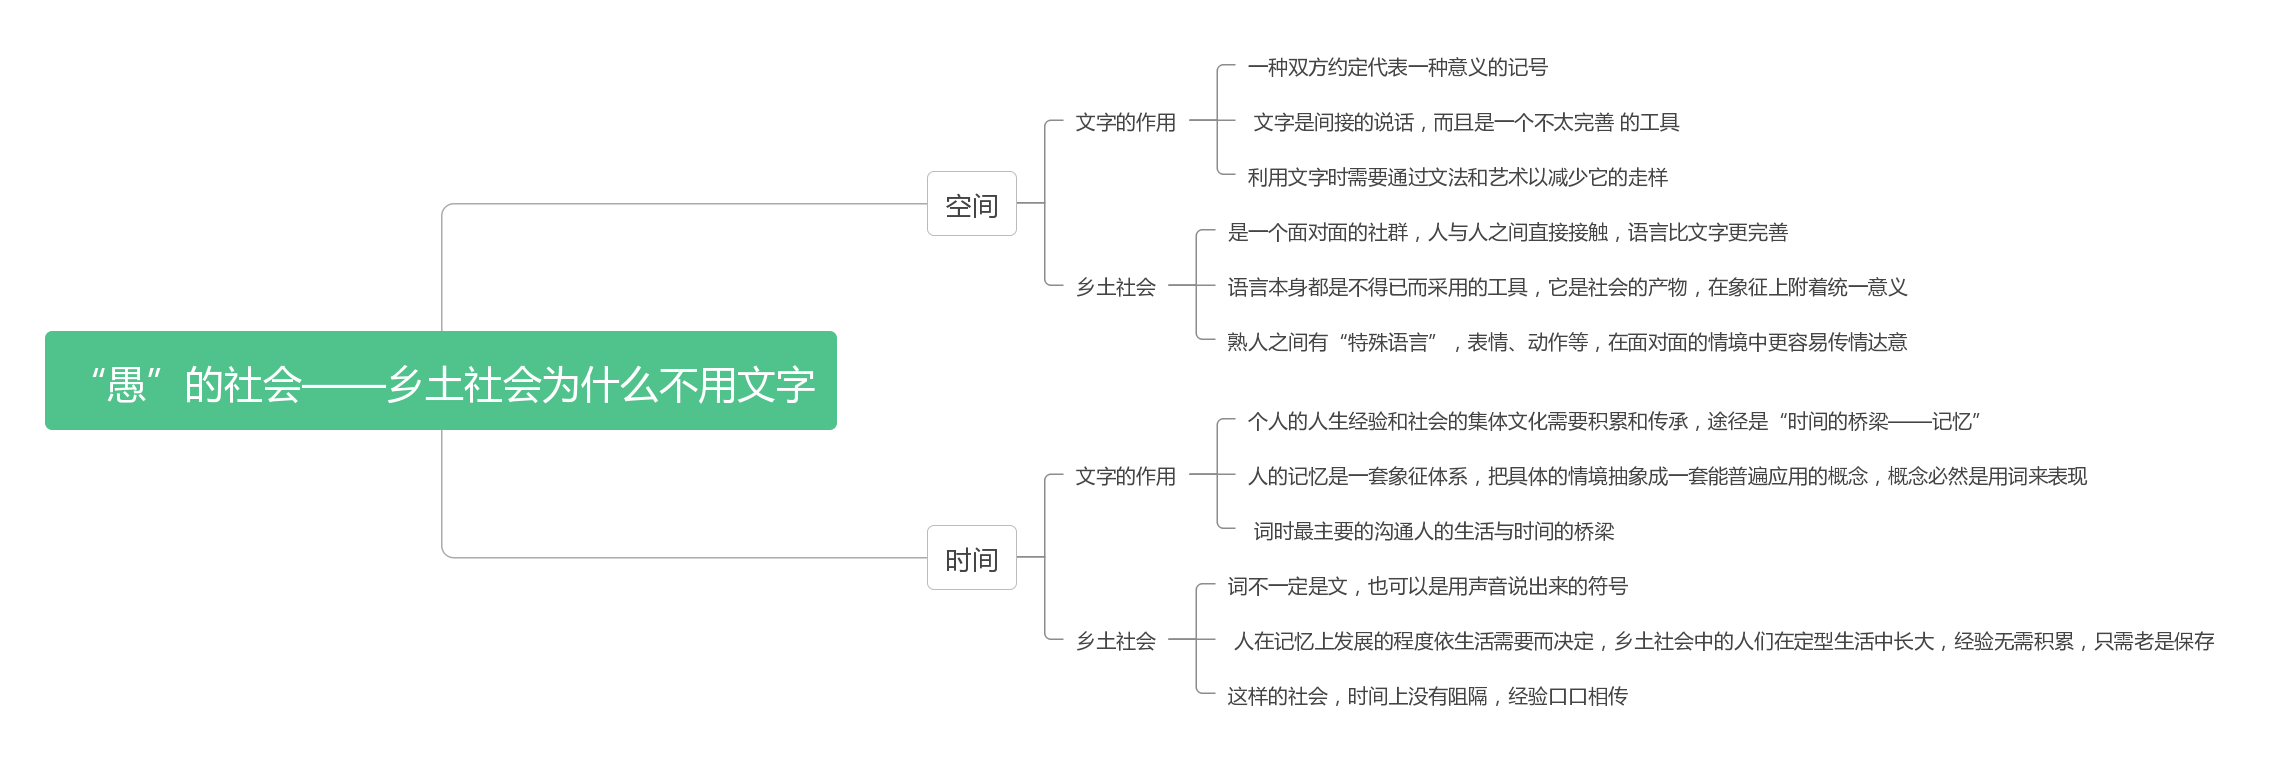 “愚”的社会——乡土社会为什么不用文字
空间
文字的作用
一种双方约定代表一种意义的记号
文字是间接的说话，而且是一个不太完善 的工具
利用文字时需要通过文法和艺术以减少它的走样
乡土社会
是一个面对面的社群，人与人之间直接接触，语言比文字更完善
语言本身都是不得已而采用的工具，它是社会的产物，在象征上附着统一意义
熟人之间有“特殊语言”，表情、动作等，在面对面的情境中更容易传情达意
时间
文字的作用
个人的人生经验和社会的集体文化需要积累和传承，途径是“时间的桥梁——记忆”
人的记忆是一套象征体系，把具体的情境抽象成一套能普遍应用的概念，概念必然是用词来表现
词时最主要的沟通人的生活与时间的桥梁
乡土社会
词不一定是文，也可以是用声音说出来的符号
人在记忆上发展的程度依生活需要而决定，乡土社会中的人们在定型生活中长大，经验无需积累，只需老是保存
这样的社会，时间上没有阻隔，经验口口相传